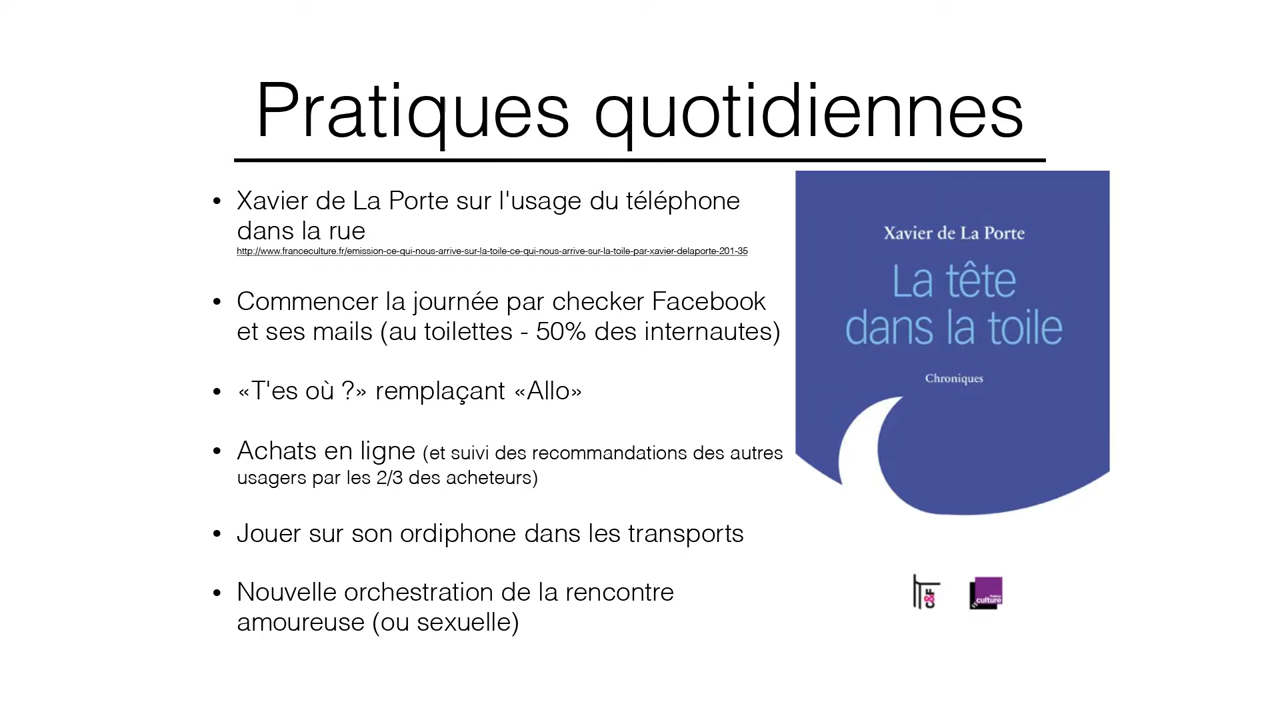 Pratiques quotidiennes
• Xavier de La Porte sur l'usage du téléphone
dans la rue
http://www.franceculture.fr/emission-ce-qui-nous-arrive-sur-la-toile-ce-qui-nous-arrive-sur-la-toile-par-xavier-delaporte-201-35
• Commencer la journée par checker Facebook
et ses mails (au toilettes - 50% des internautes)
• «T'es où ?» remplaçant «Allo»
• Achats en ligne (et suivi des recommandations des autres
usagers par les 2/3 des acheteurs)
• Jouer sur son ordiphone dans les transports
• Nouvelle orchestration de la rencontre
amoureuse (ou sexuelle)
Xavier de La Porte
La tête
dans la toile
Chroniques
C&F
france
culture